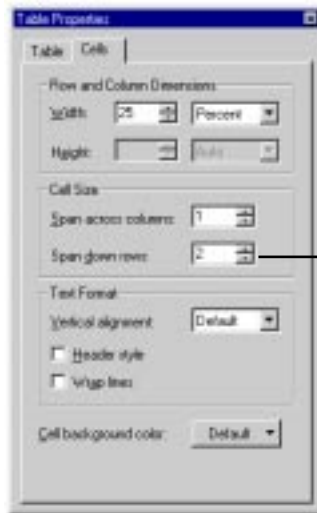 Table Properties
Table Cells
Row and Column Dimensions
Width: 25 Percent
Height: Auto
Cell Size
Span across columns: 1
Span down rows: 2
Text Format
Vertical alignment: Default
Header style
Wrap lines
Cell background color: Default